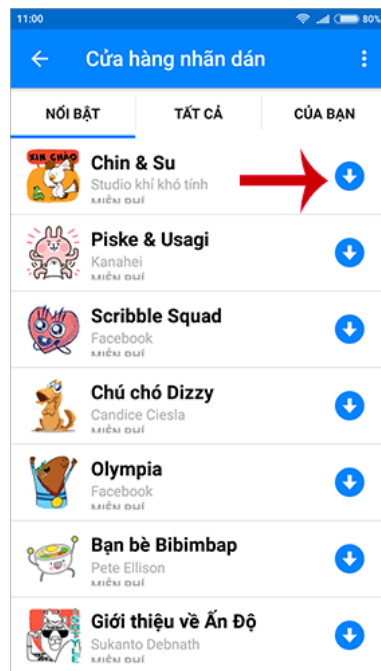 11:00
80%
Cửa hàng nhãn dán
NỔI BẬT
TẤT CẢ
CỦA BẠN
XIN CHÀO
Chin & Su
Studio khỉ khó tính
MIỄN PHÍ
Piske & Usagi
Kanahei
MIỄN PHÍ
Scribble Squad
Facebook
MIỄN PHÍ
Chú chó Dizzy
Candice Ciesla
MIỄN PHÍ
Olympia
Facebook
MIỄN PHÍ
Bạn bè Bibimbap
Pete Ellison
MIỄN PHÍ
Giới thiệu về Ấn Độ
Sukanto Debnath
MIỄN PHÍ